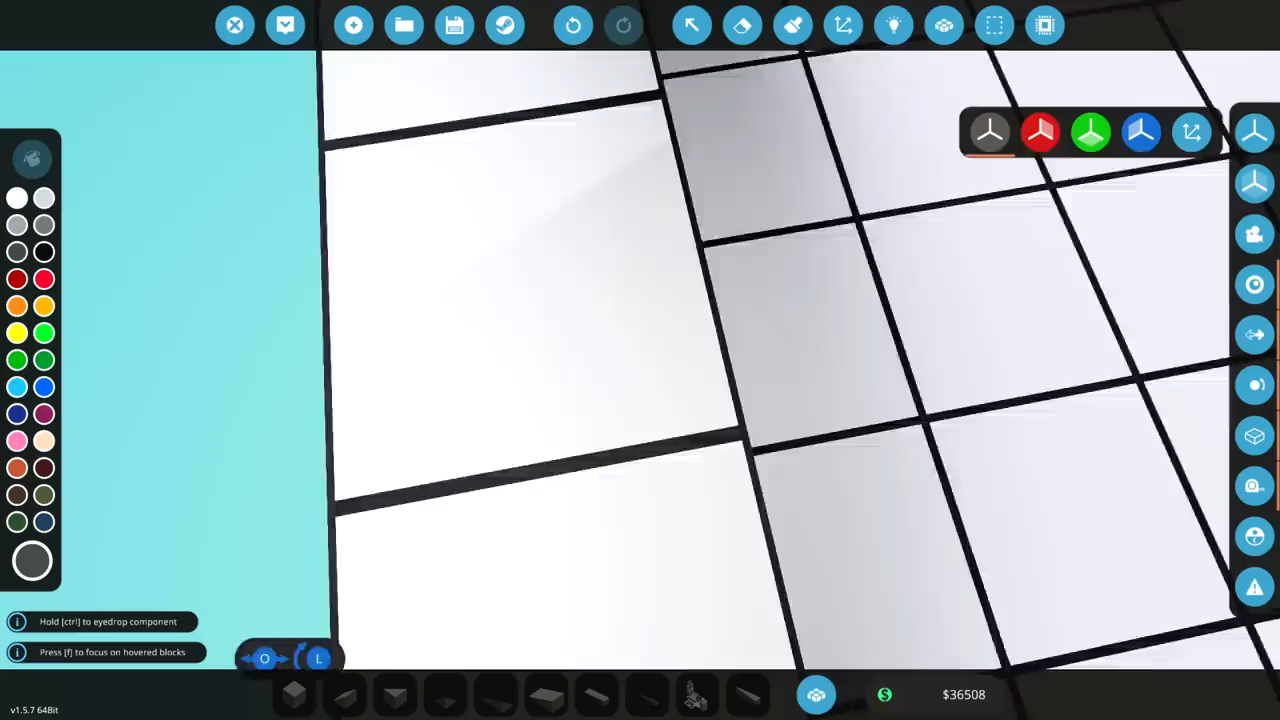 Hold [ctrl] to eyedrop component
Press [f] to focus on hovered blocks
O
L
$
$36508
v1.5.7 64Bit